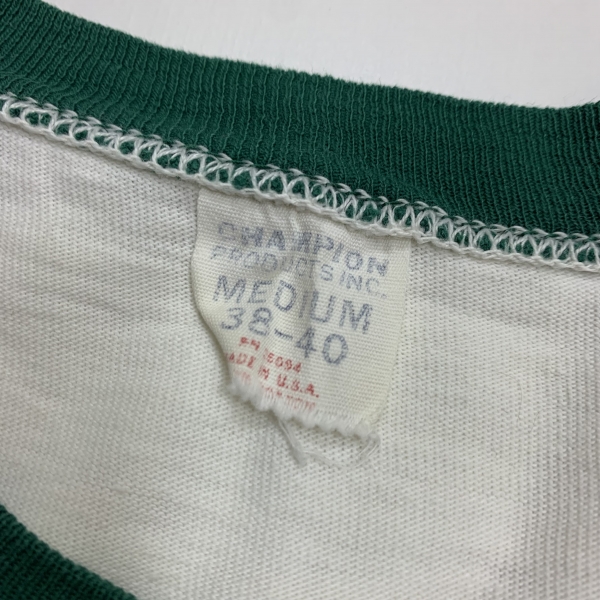 CHAMPION
PRODUCTS INC.
MEDIUM
38-40
MADE IN U.S.A.